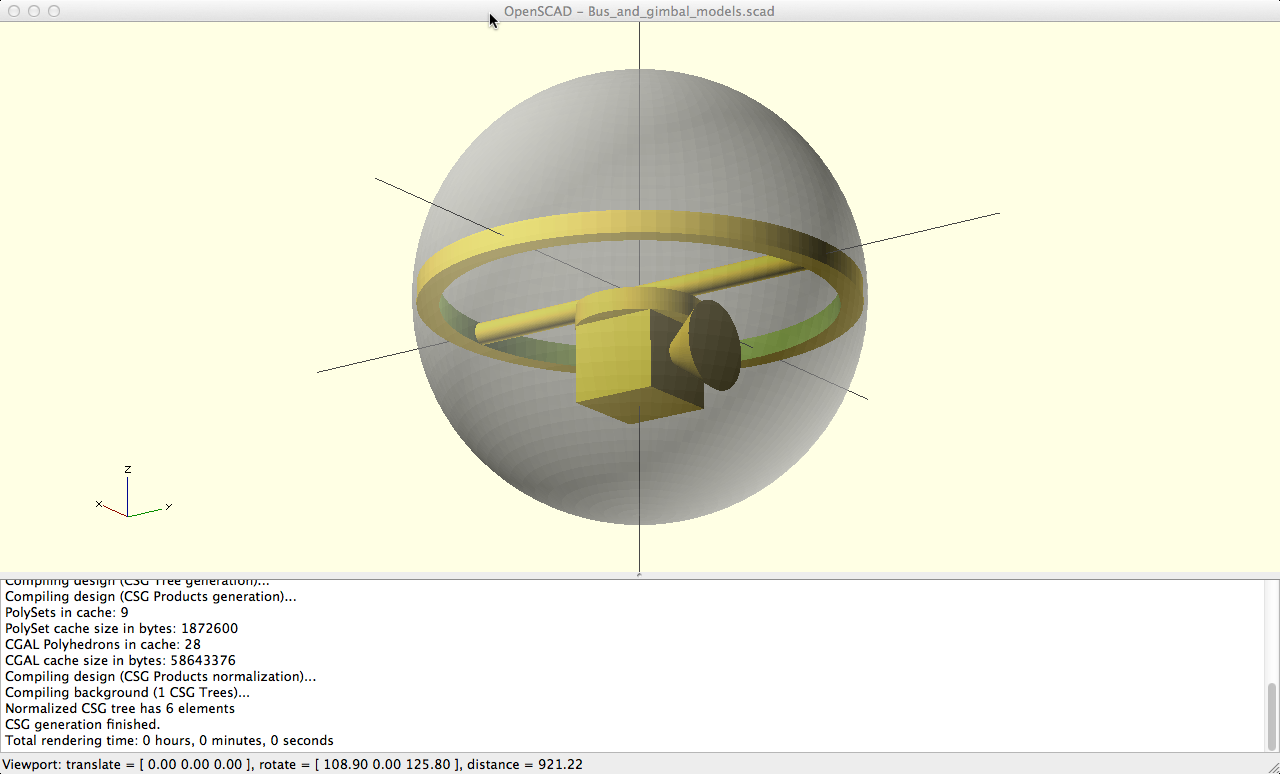 OpenSCAD – Bus_and_gimbal_models.scad
z
x
y
Compiling design (CSG Tree generation)...
Compiling design (CSG Products generation)...
PolySets in cache: 9
PolySet cache size in bytes: 1872600
CGAL Polyhedrons in cache: 28
CGAL cache size in bytes: 58643376
Compiling design (CSG Products normalization)...
Compiling background (1 CSG Trees)...
Normalized CSG tree has 6 elements
CSG generation finished.
Total rendering time: 0 hours, 0 minutes, 0 seconds
Viewport: translate = [ 0.00 0.00 0.00 ], rotate = [ 108.90 0.00 125.80 ], distance = 921.22